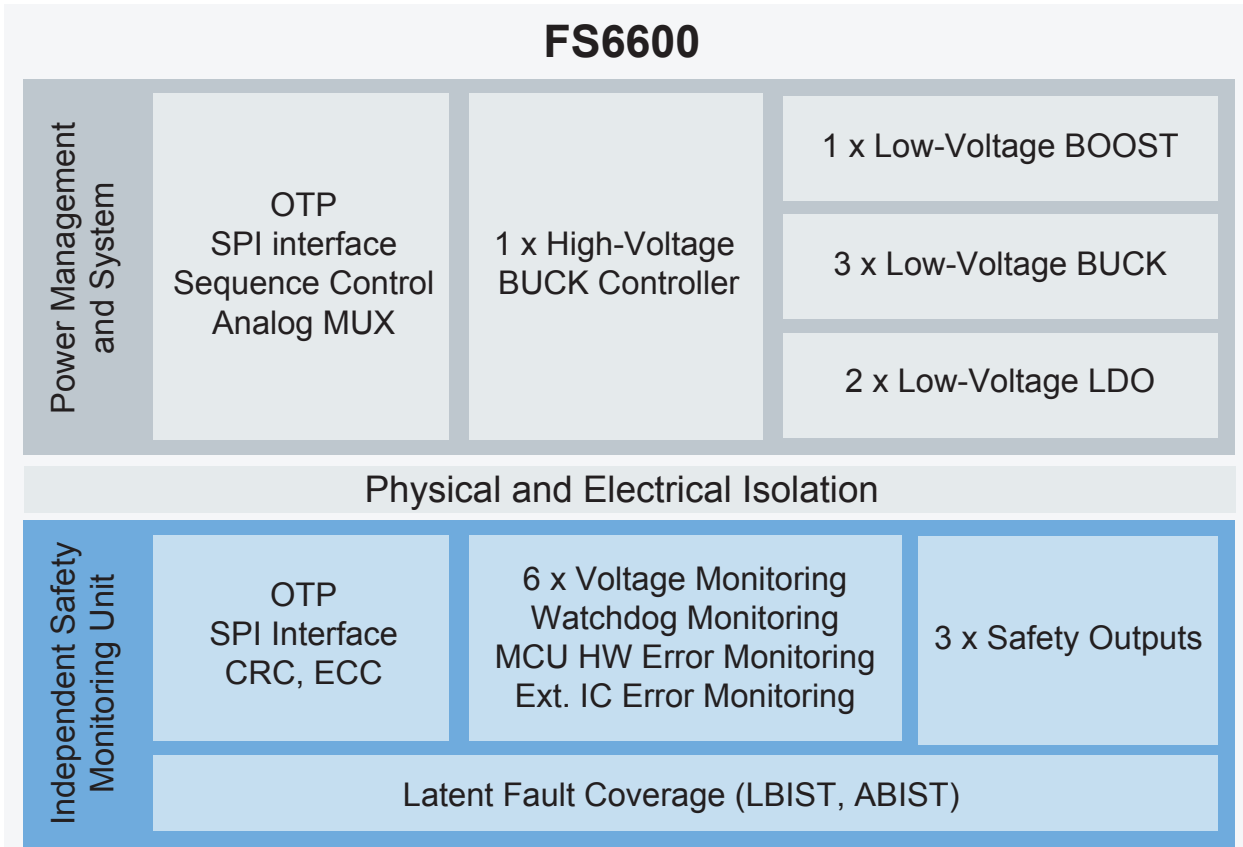 FS6600
Power Management
and System
OTP
SPI interface
Sequence Control
Analog MUX
1 x High-Voltage
BUCK Controller
1 x Low-Voltage BOOST
3 x Low-Voltage BUCK
2 x Low-Voltage LDO
Physical and Electrical Isolation
Independent Safety
Monitoring Unit
OTP
SPI Interface
CRC, ECC
6 x Voltage Monitoring
Watchdog Monitoring
MCU HW Error Monitoring
Ext. IC Error Monitoring
3 x Safety Outputs
Latent Fault Coverage (LBIST, ABIST)